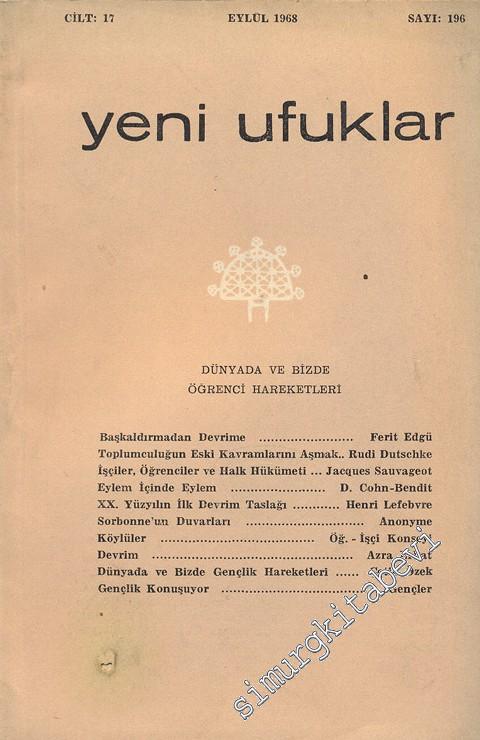 CİLT: 17 EYLÜL 1968 SAYI: 196
yeni ufuklar
DÜNYADA VE BİZDE
ÖĞRENCİ HAREKETLERİ
Başkaldırmadan Devrime ........................ Ferit Edgü
Toplumculuğun Eski Kavramlarını Aşmak.. Rudi Dutschke
İşçiler, Öğrenciler ve Halk Hükümeti ... Jacques Sauvageot
Eylem İçinde Eylem ........................ D. Cohn-Bendit
XX. Yüzyılın İlk Devrim Taslağı ............ Henri Lefebvre
Sorbonne'un Duvarları ........................ Anonyme
Köylüler ........................ Öğ. - İşçi
Devrim ........................ Azra
Dünyada ve Bizde Gençlik Hareketleri ...... Özek
Gençlik Konuşuyor ........................ Gençler
simurgkitabevi